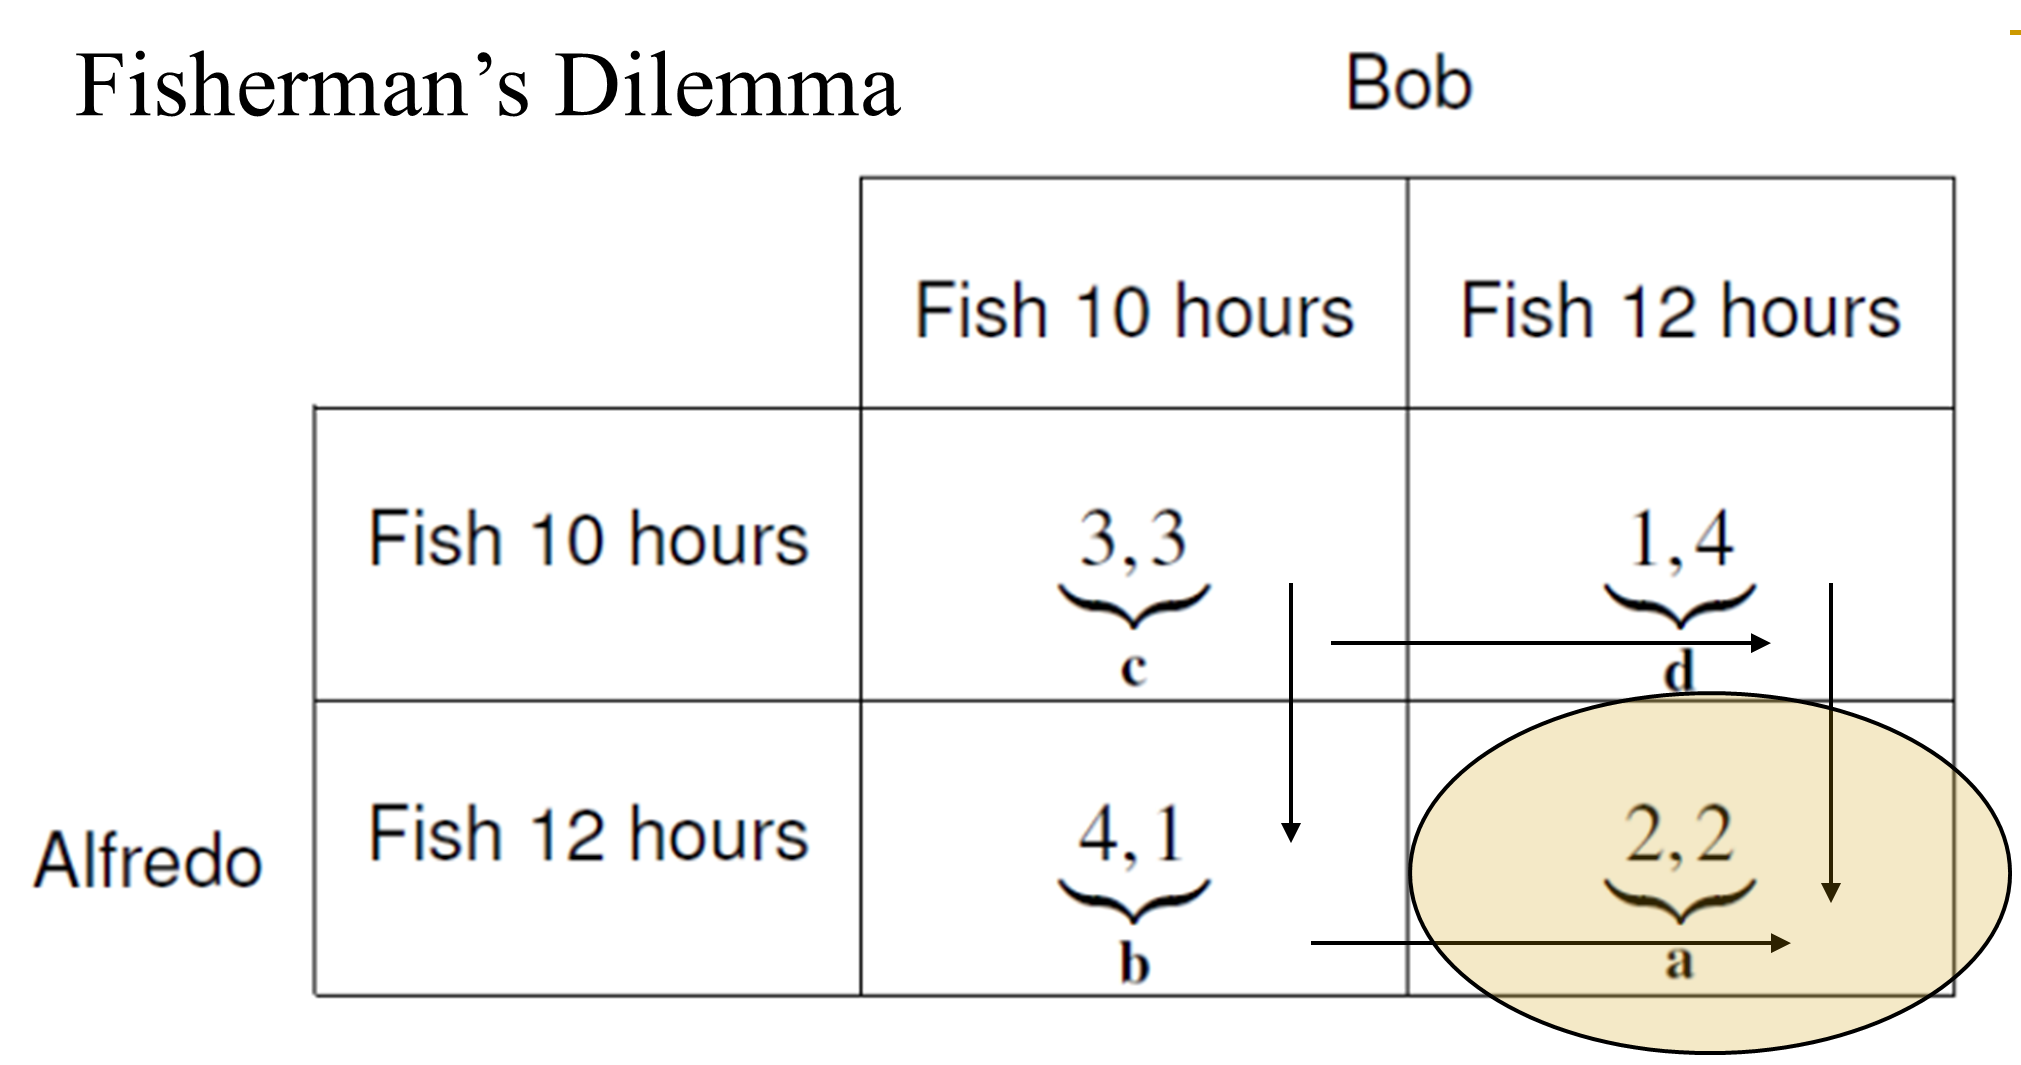 Fisherman’s Dilemma
Bob
Fish 10 hours Fish 12 hours
Fish 10 hours 3,3 1,4
c d
Alfredo
Fish 12 hours 4,1 2,2
b a